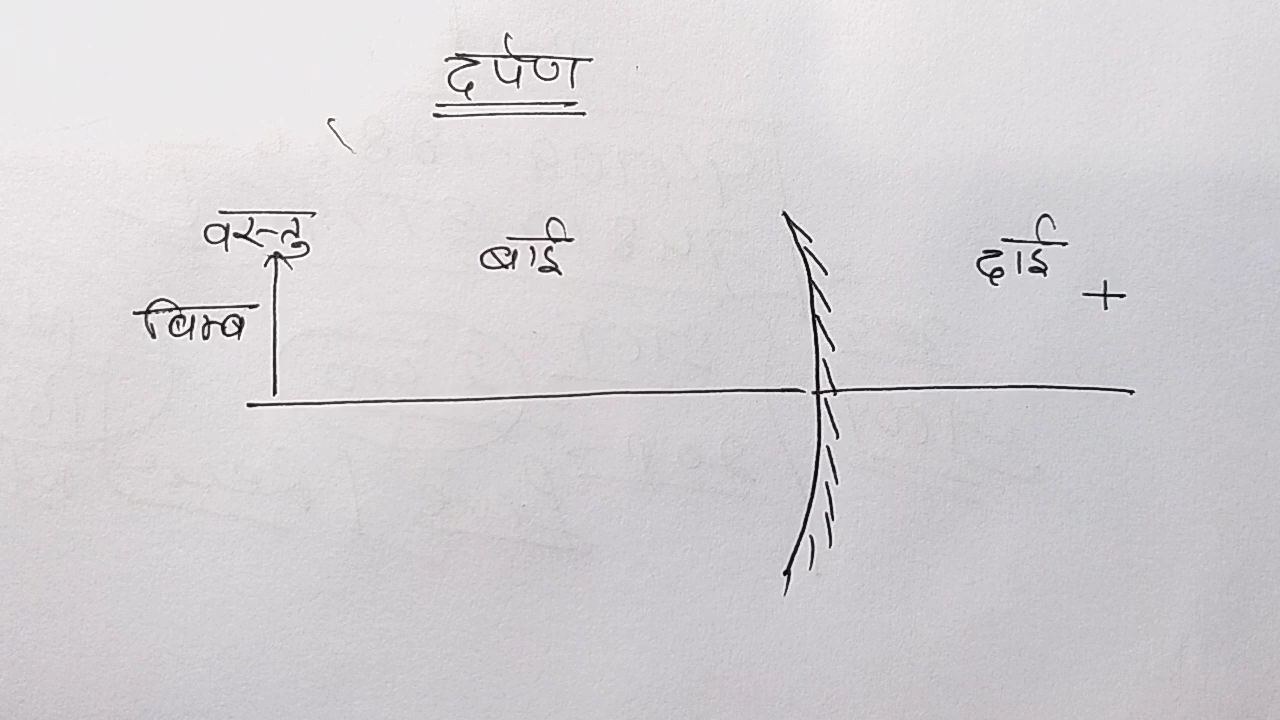 दर्पण
वस्तु
बाई
दाई
+
बिम्ब